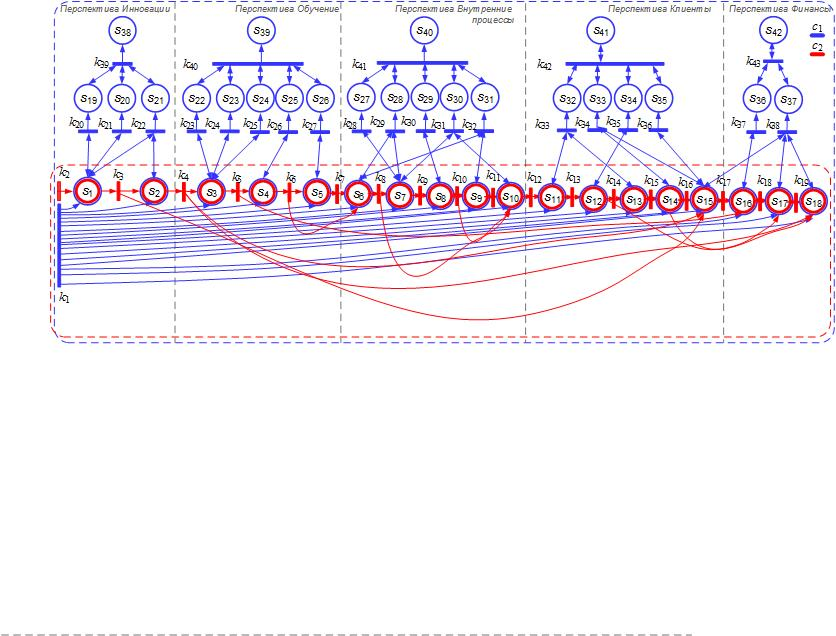 Перспектива Инновации Перспектива Обучение Перспектива Внутренние процессы Перспектива Клиенты Перспектива Финансы
s38 s39 s40 s41 s42 c1
c2
k39 k40 k41 k42 k43
s19 s20 s21 s22 s23 s24 s25 s26 s27 s28 s29 s30 s31 s32 s33 s34 s35 s36 s37
k20 k21 k22 k23 k24 k25 k26 k27 k28 k29 k30 k31 k32 k33 k34 k35 k36 k37 k38
k2 k3 k4 k5 k6 k7 k8 k9 k10 k11 k12 k13 k14 k15 k16 k17 k18 k19
s1 s2 s3 s4 s5 s6 s7 s8 s9 s10 s11 s12 s13 s14 s15 s16 s17 s18
k1